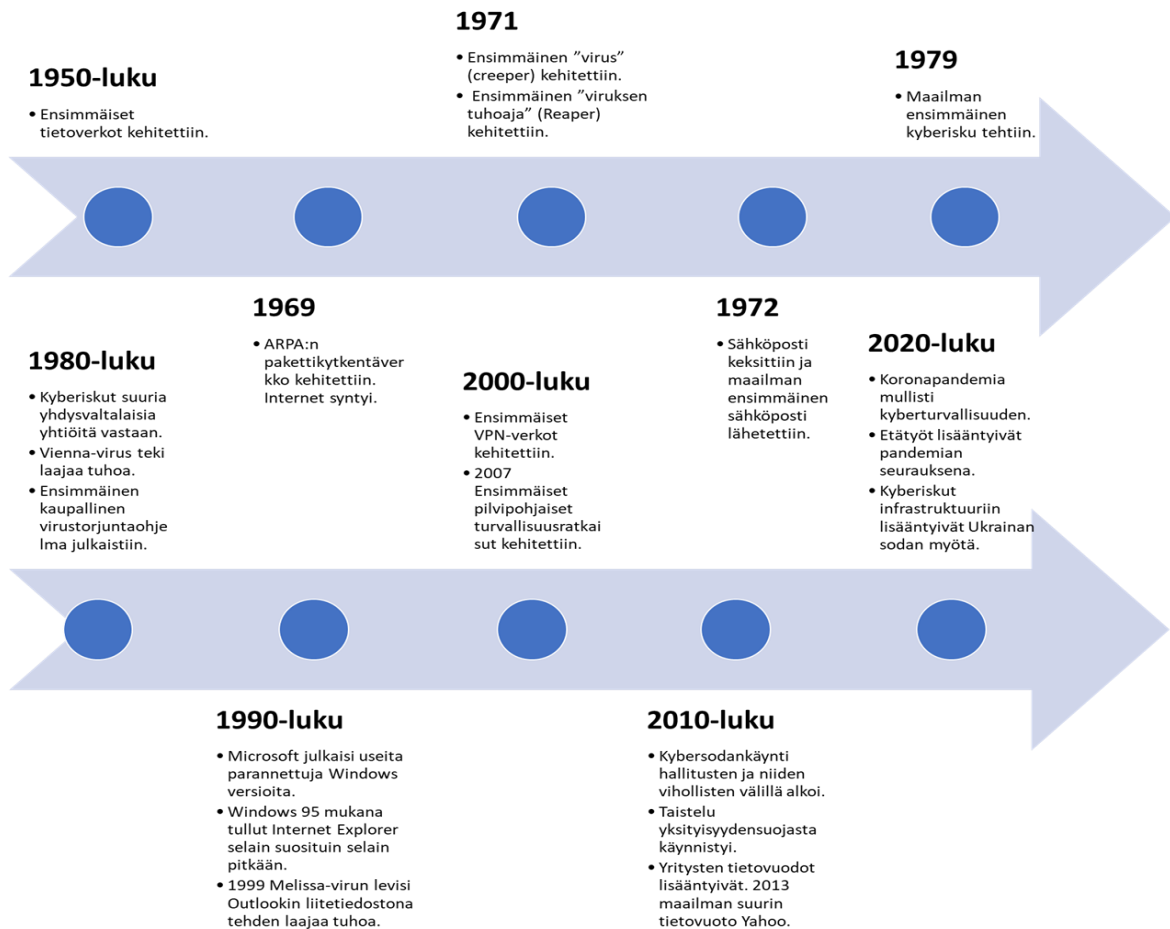 1950-luku
• Ensimmäiset
tietoverkot kehitettiin.
1969
• ARPA:n
pakettikytkentäver
kko kehitettiin.
Internet syntyi.
1971
• Ensimmäinen ”virus”
(creeper) kehitettiin.
• Ensimmäinen ”viruksen
tuhoaja” (Reaper)
kehitettiin.
1972
• Sähköposti
keksittiin ja
maailman
ensimmäinen
sähköposti
lähetettiin.
1979
• Maailman
ensimmäinen
kyberisku tehtiin.
1980-luku
• Kyberiskut suuria
yhdysvaltalaisia
yhtiöitä vastaan.
• Vienna-virus teki
laajaa tuhoa.
• Ensimmäinen
kaupallinen
virustorjuntaohje
lma julkaistiin.
1990-luku
• Microsoft julkaisi useita
parannettuja Windows
versioita.
• Windows 95 mukana
tullut Internet Explorer
selain suosituin selain
pitkään.
• 1999 Melissa-virun levisi
Outlookin liitetiedostona
tehden laajaa tuhoa.
2000-luku
• Ensimmäiset
VPN-verkot
kehitettiin.
• 2007
Ensimmäiset
pilvipohjaiset
turvallisuusratkai
sut kehitettiin.
2010-luku
• Kybersodankäynti
hallitusten ja niiden
vihollisten välillä alkoi.
• Taistelu
yksityisyydensuojasta
käynnistyi.
• Yritysten tietovuodot
lisääntyivät. 2013
maailman suurin
tietovuoto Yahoo.
2020-luku
• Koronapandemia
mullisti
kyberturvallisuuden.
• Etätyöt lisääntyivät
pandemian
seurauksena.
• Kyberiskut
infrastruktuuriin
lisääntyivät Ukrainan
sodan myötä.